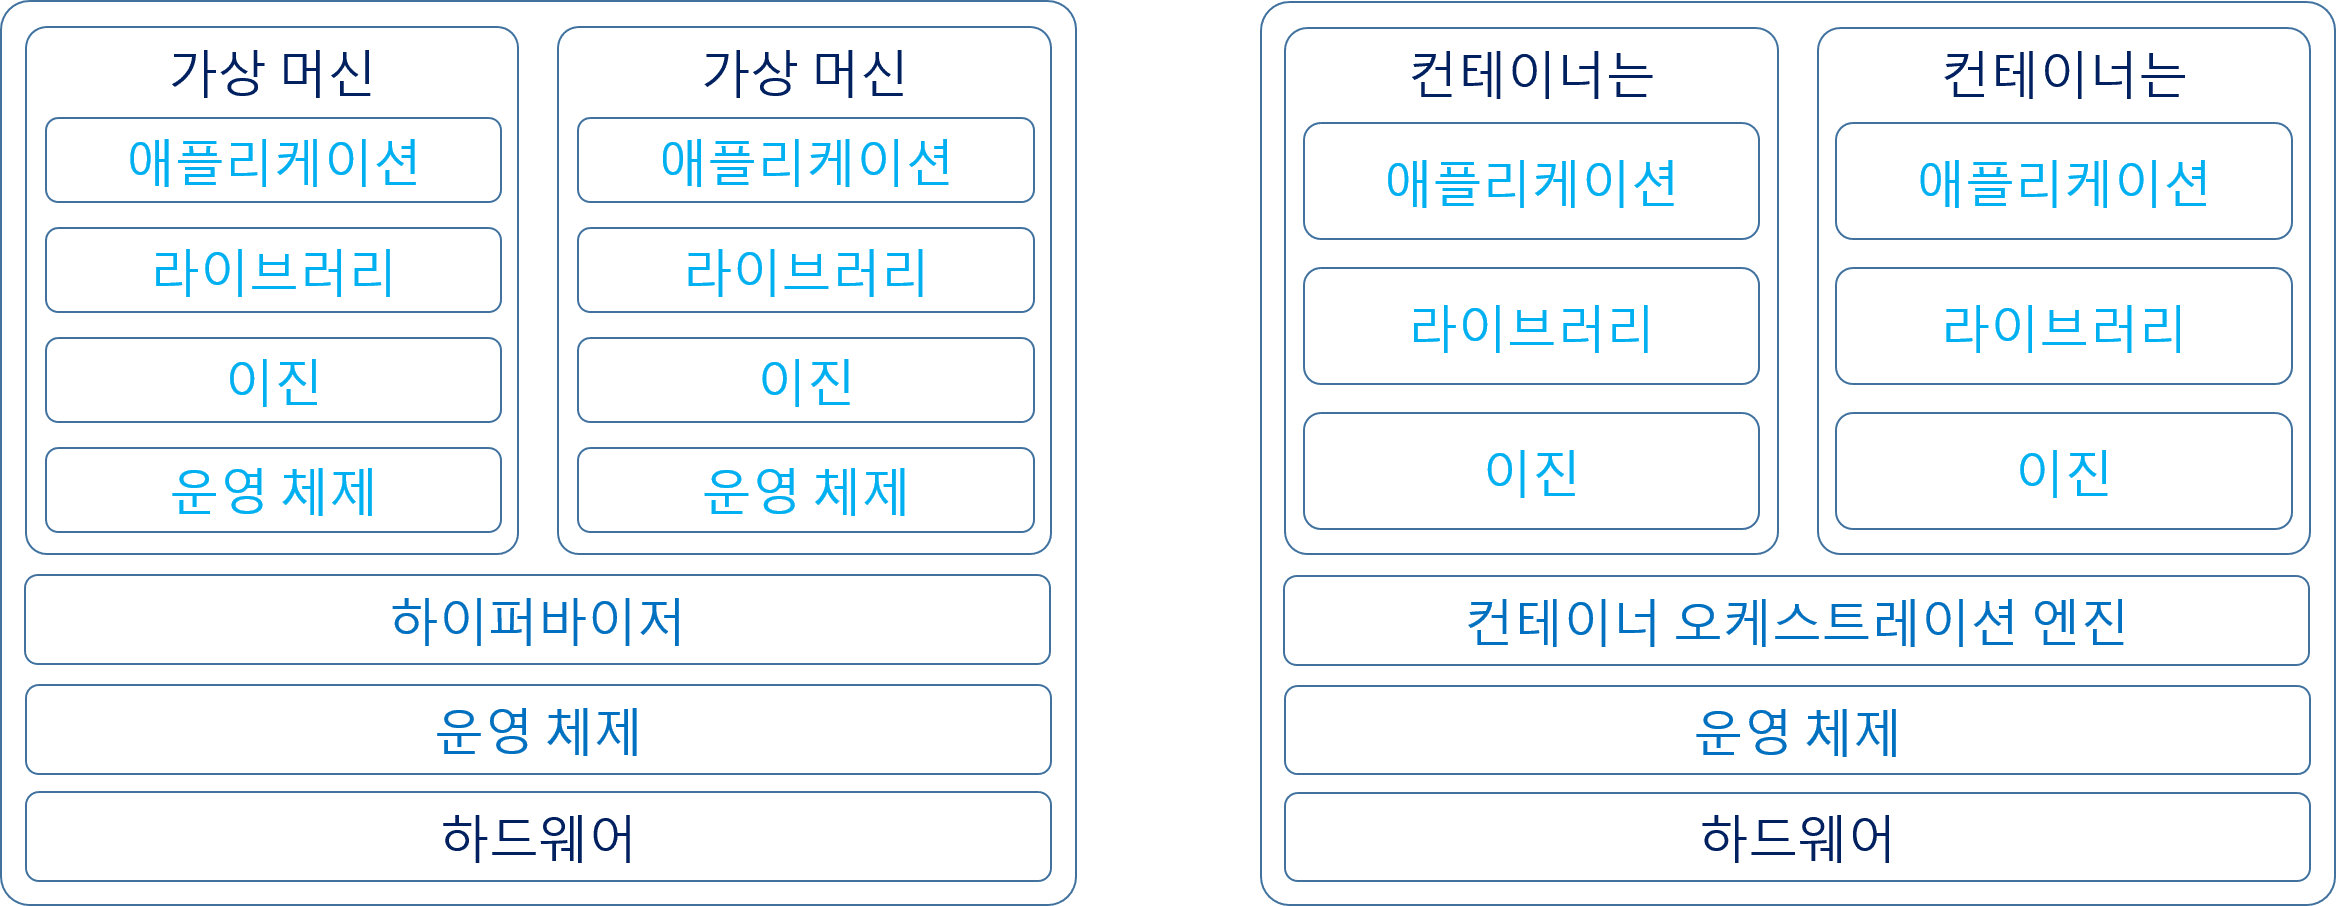 가상 머신
애플리케이션
라이브러리
이진
운영 체제
가상 머신
애플리케이션
라이브러리
이진
운영 체제
하이퍼바이저
운영 체제
하드웨어
컨테이너는
애플리케이션
라이브러리
이진
컨테이너는
애플리케이션
라이브러리
이진
컨테이너 오케스트레이션 엔진
운영 체제
하드웨어